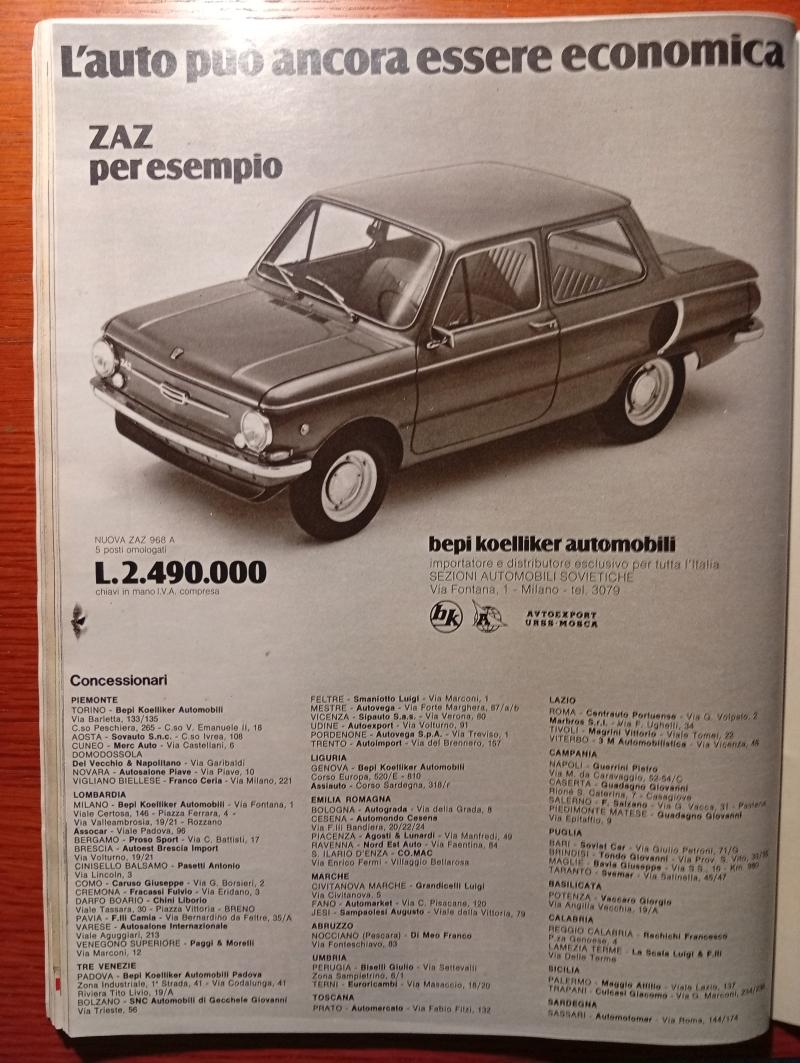 L'auto può ancora essere economica
ZAZ
per esempio
NUOVA ZAZ 968 A
5 posti omologati
L.2.490.000
chiavi in mano I.V.A. compresa
bepi koelliker automobili
importatore e distributore esclusivo per tutta l'Italia
SEZIONI AUTOMOBILI SOVIETICHE
Via Fontana, 1 - Milano - tel. 3079
bk
AVTOEXPORT
URSS-MOSCA
Concessionari
PIEMONTE
TORINO - Bepi Koelliker Automobili
Via Barletta, 133/135
C.so Peschiera, 265 - C.so V. Emanuele II, 18
AOSTA - Sovauto S.n.c. - C.so Ivrea, 108
CUNEO - Merc Auto - Via Castellani, 6
DOMODOSSOLA
Del Vecchio & Napolitano - Via Garibaldi
NOVARA - Autosalone Piave - Via Piave, 10
VIGLIANO BIELLESE - Franco Ceria - Via Milano, 221
LOMBARDIA
MILANO - Bepi Koelliker Automobili - Via Fontana, 1
Viale Certosa, 146 - Piazza Ferrara, 4 -
Via Valleambrosia, 19/21 - Rozzano
Assocar - Viale Padova, 96
BERGAMO - Proso Sport - Via C. Battisti, 17
BRESCIA - Autoest Brescia Import
Via Volturno, 19/21
CINISELLO BALSAMO - Pasetti Antonio
Via Lincoln, 3
COMO - Caruso Giuseppe - Via G. Borsieri, 2
CREMONA - Fracassi Fulvio - Via Eridano, 3
DARFO BOARIO - Chini Liborio
Viale Tassara, 30 - Piazza Vittoria - BRENO
PAVIA - F.lli Camia - Via Bernardino da Feltre, 35/A
VARESE - Autosalone Internazionale
Viale Aguggiari, 213
VENEGONO SUPERIORE - Paggi & Morelli
Via Marconi, 12
TRE VENEZIE
PADOVA - Bepi Koelliker Automobili Padova
Zona Industriale, 1ª Strada, 41 - Via Codalunga, 41
Riviera Tito Livio, 19/A
BOLZANO - SNC Automobili di Gecchele Giovanni
Via Trieste, 56
FELTRE - Smaniotto Luigi - Via Marconi, 1
MESTRE - Autovega - Via Forte Marghera, 67/a/b
VICENZA - Sipauto S.a.s. - Via Verona, 60
UDINE - Autoexport - Via Volturno, 91
PORDENONE - Autovega S.p.A. - Via Treviso, 1
TRENTO - Autoimport - Via del Brennero, 157
LIGURIA
GENOVA - Bepi Koelliker Automobili
Corso Europa, 520/E - 810
Assiauto - Corso Sardegna, 318/r
EMILIA ROMAGNA
BOLOGNA - Autograda - Via della Grada, 8
CESENA - Automondo Cesena
Via F.lli Bandiera, 20/22/24
PIACENZA - Agosti & Lunardi - Via Manfredi, 49
RAVENNA - Nord Est Auto - Via Faentina, 64
S. ILARIO D'ENZA - CO.MAC
Via Enrico Fermi - Villaggio Bellarosa
MARCHE
CIVITANOVA MARCHE - Grandicelli Luigi
Via Civitanova, 5
FANO - Automarket - Via C. Pisacane, 120
JESI - Sampaolesi Augusto - Viale della Vittoria, 79
ABRUZZO
NOCCIANO (Pescara) - Di Meo Franco
Via Fonteschiavo, 83
UMBRIA
PERUGIA - Biselli Giulio - Via Settevalli
Zona Sampietrino, 6/1
TERNI - Euroricambi - Via Masaccio, 18/20
TOSCANA
PRATO - Automercato - Via Fabio Filzi, 132
LAZIO
ROMA - Centrauto Portuense - Via G. Volpato, 2
Marbros S.r.l. - Via F. Ughelli, 34
TIVOLI - Magrini Vittorio - Viale Tomei, 22
VITERBO - 3 M Automobilistica - Via Vicenza, 45
CAMPANIA
NAPOLI - Guerrini Pietro
Via M. da Caravaggio, 52-54/C
CASERTA - Guadagno Giovanni
Rione S. Caterina, 7 - Casagiove
SALERNO - F. Salzano - Via G. Vacca, 31 - Pastena
PIEDIMONTE MATESE - Guadagno Giovanni
Via Epitaffio, 9
PUGLIA
BARI - Soviet Car - Via Giulio Petroni, 71/G
BRINDISI - Tondo Giovanni - Via Prov. S. Vito,
MAGLIE - Bavia Giuseppe - Via S.S., 16 - Km.
TARANTO - Svemar - Via Salinella, 45/47
BASILICATA
POTENZA - Vaccaro Giorgio
Via Angilla Vecchia, 19/A
CALABRIA
REGGIO CALABRIA - Rechichi Francesco
P.za Genoese, 4
LAMEZIA TERME - La Scala Luigi & F.lli
Via Delle Terme
SICILIA
PALERMO - Maggio Attilio - Viale Lazio, 137
TRAPANI - Culcasi Giacomo - Via G. Marconi,
SARDEGNA
SASSARI - Automotomar - Via Roma, 144/174